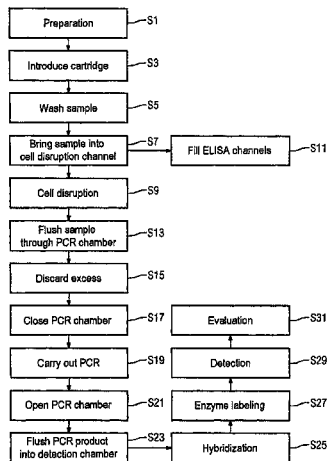 Preparation
S1
Introduce cartridge
S3
Wash sample
S5
Bring sample into
cell disruption channel
S7
Fill ELISA channels
S11
Cell disruption
S9
Flush sample
through PCR chamber
S13
Discard excess
S15
Close PCR chamber
S17
Carry out PCR
S19
Open PCR chamber
S21
Flush PCR product
into detection chamber
S23
Hybridization
S25
Enzyme labeling
S27
Detection
S29
Evaluation
S31